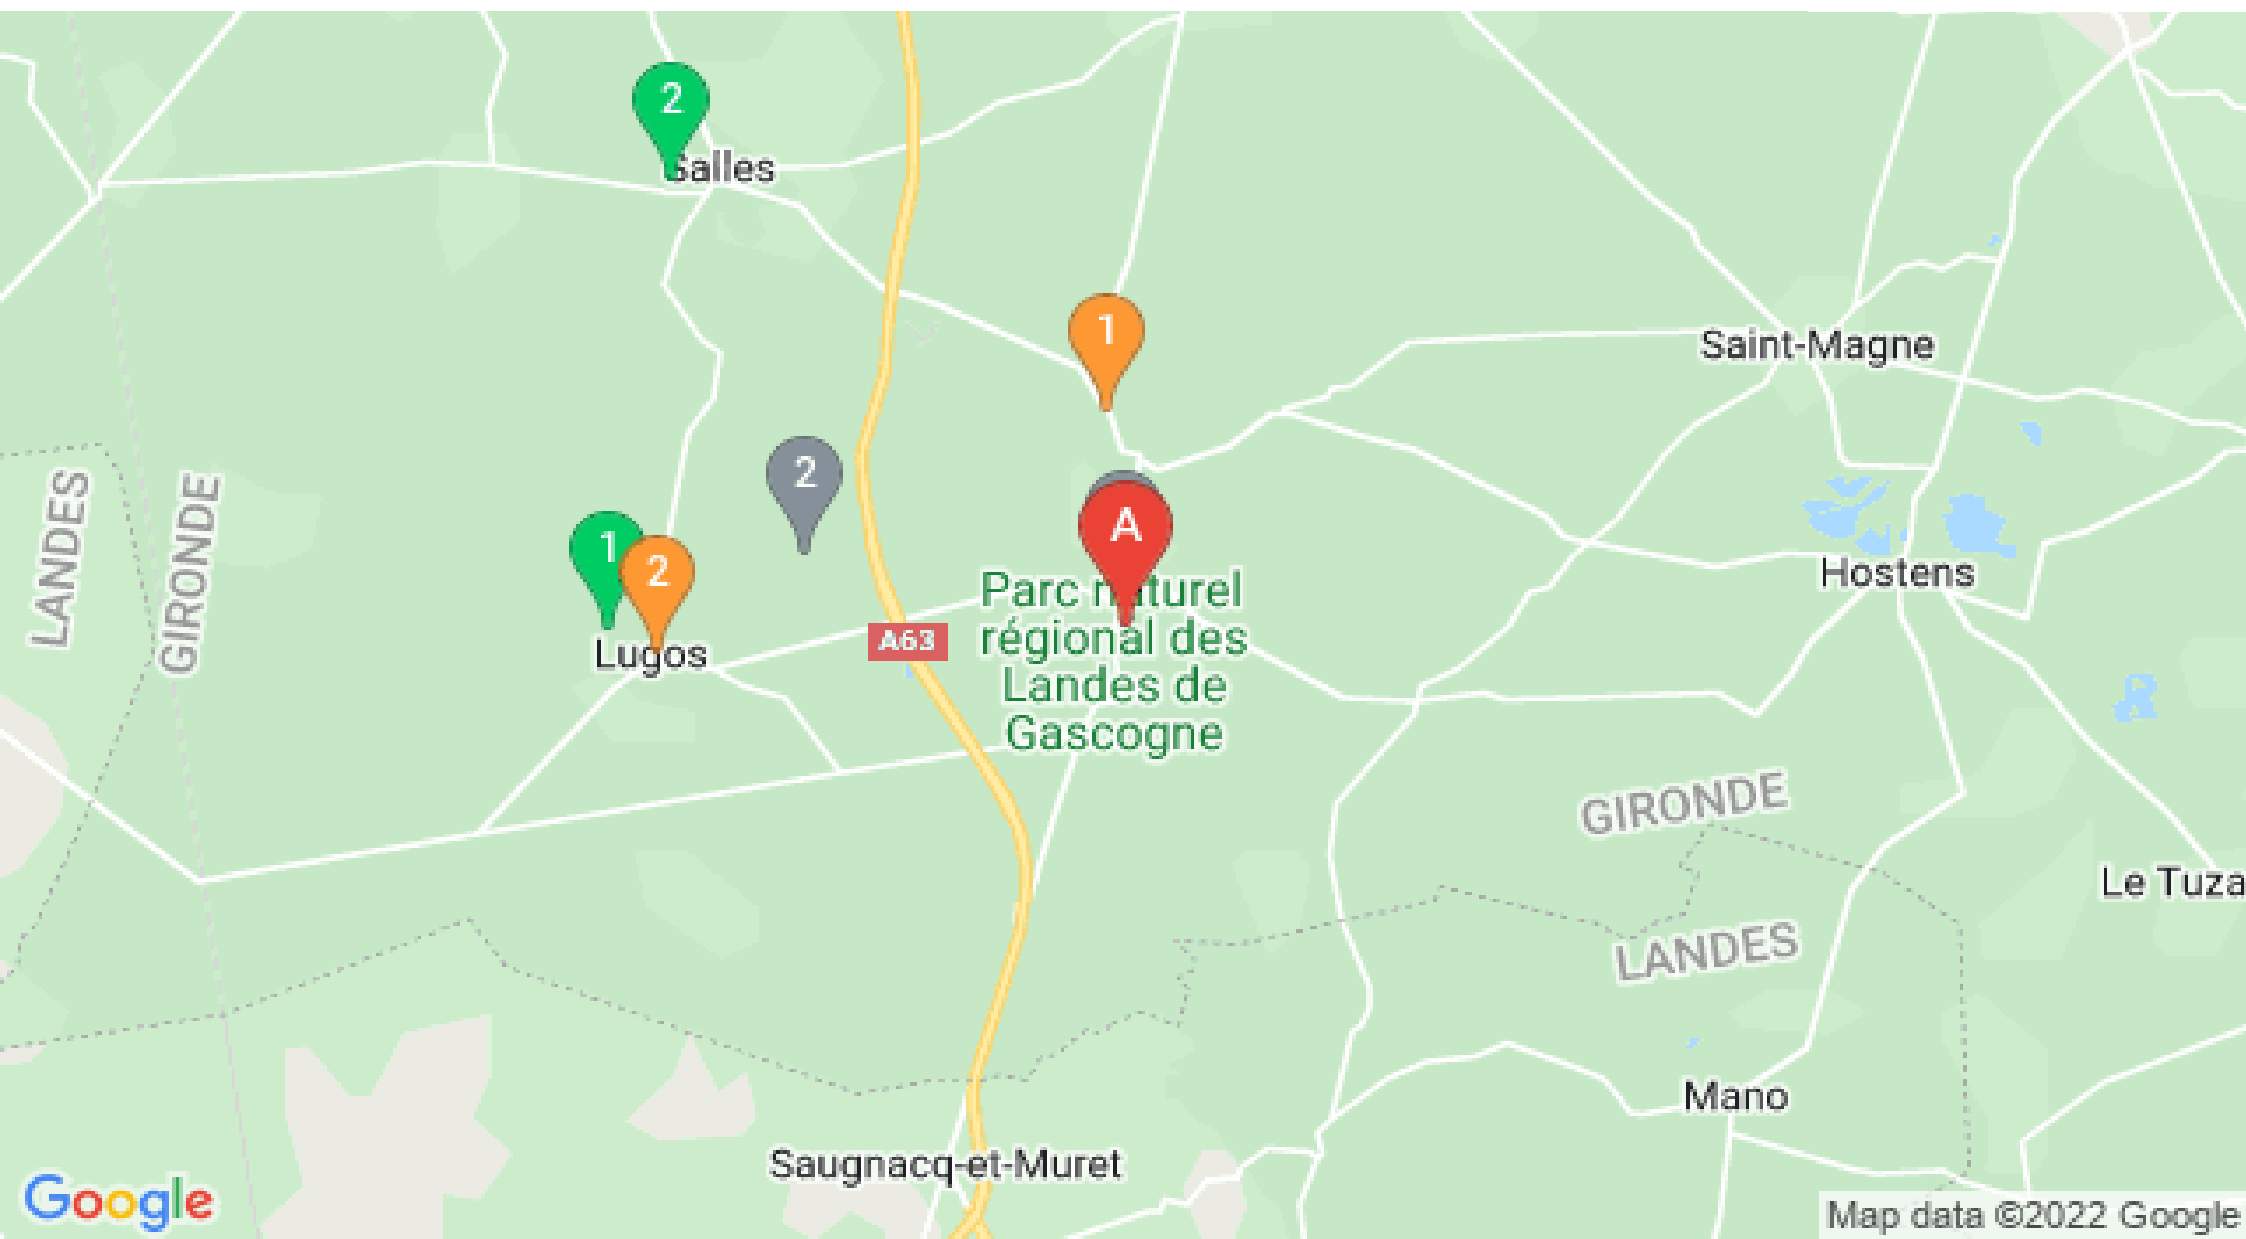 2
Salles
1
Saint-Magne
2
A
1
2
Hostens
LANDES
GIRONDE
Parc naturel
régional des
Landes de
Gascogne
A63
Lugos
GIRONDE
LANDES
Le Tuza
Mano
Saugnacq-et-Muret
Google
Map data ©2022 Google